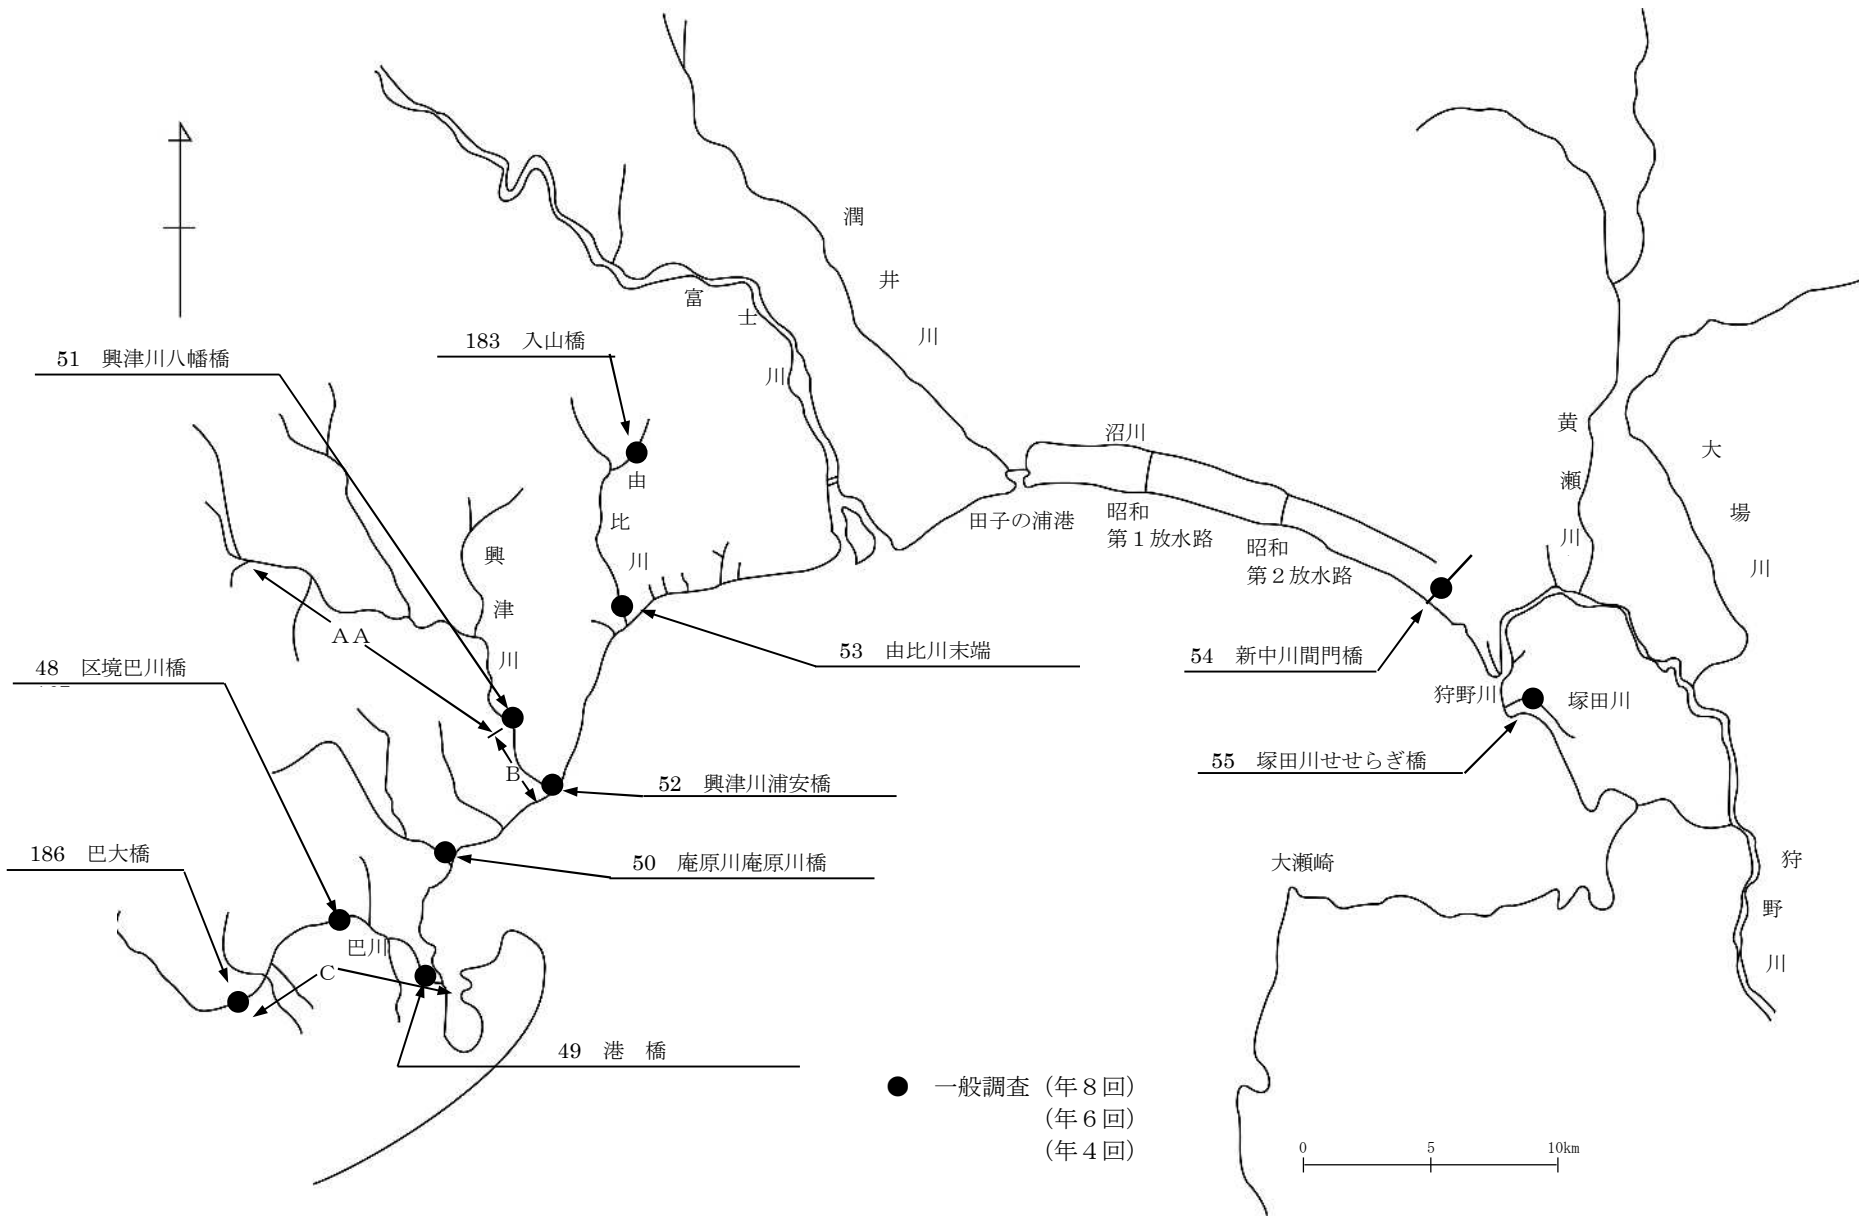 潤井川
富士川
51 興津川八幡橋
183 入山橋
沼川
黄瀬川
大場川
由比川
田子の浦港
昭和
第１放水路
昭和
第２放水路
興津川
AA
48 区境巴川橋
53 由比川末端
54 新中川間門橋
狩野川
塚田川
B
52 興津川浦安橋
55 塚田川せせらぎ橋
186 巴大橋
50 庵原川庵原川橋
大瀬崎
狩野川
巴川
C
49 港 橋
● 一般調査（年８回）
（年６回）
（年４回）
0 5 10km